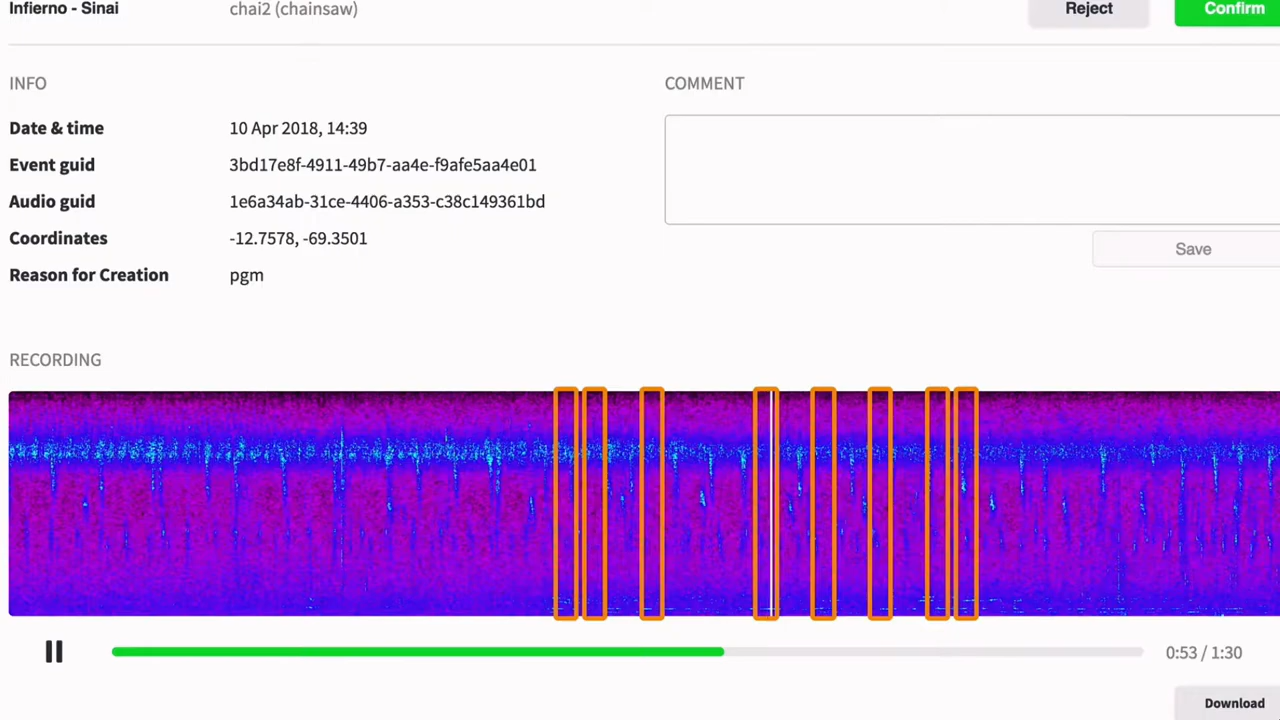 Infierno - Sinai chai2 (chainsaw) Reject Confirm
INFO COMMENT
Date & time 10 Apr 2018, 14:39
Event guid 3bd17e8f-4911-49b7-aa4e-f9afe5aa4e01
Audio guid 1e6a34ab-31ce-4406-a353-c38c149361bd
Coordinates -12.7578, -69.3501
Save
Reason for Creation pgm
RECORDING
0:53 / 1:30
Download